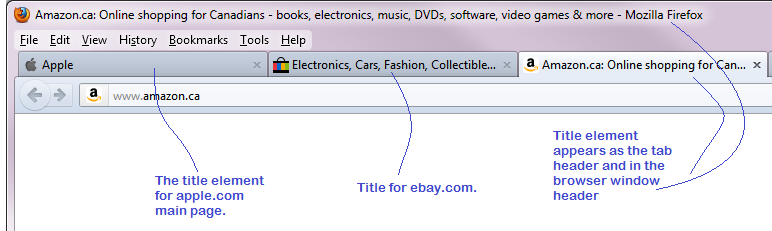 Amazon.ca: Online shopping for Canadians - books, electronics, music, DVDs, software, video games & more - Mozilla Firefox
File Edit View History Bookmarks Tools Help
Apple
Electronics, Cars, Fashion, Collectible...
Amazon.ca: Online shopping for Can...
a www.amazon.ca
Title element
appears as the tab
header and in the
browser window
header
The title element
for apple.com
main page.
Title for ebay.com.